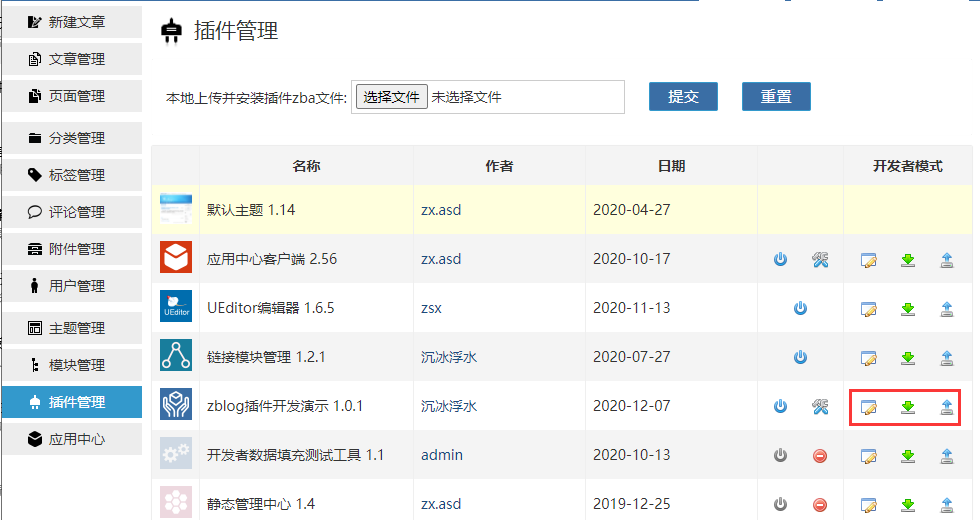 新建文章
文章管理
页面管理
分类管理
标签管理
评论管理
附件管理
用户管理
主题管理
模块管理
插件管理
应用中心
插件管理
本地上传并安装插件zba文件: 选择文件 未选择文件 提交 重置
名称 作者 日期 开发者模式
默认主题 1.14 zx.asd 2020-04-27
应用中心客户端 2.56 zx.asd 2020-10-17
UEditor
UEditor编辑器 1.6.5 zsx 2020-11-13
链接模块管理 1.2.1 沉冰浮水 2020-07-27
zblog插件开发演示 1.0.1 沉冰浮水 2020-12-07
开发者数据填充测试工具 1.1 admin 2020-10-13
静态管理中心 1.4 zx.asd 2019-12-25